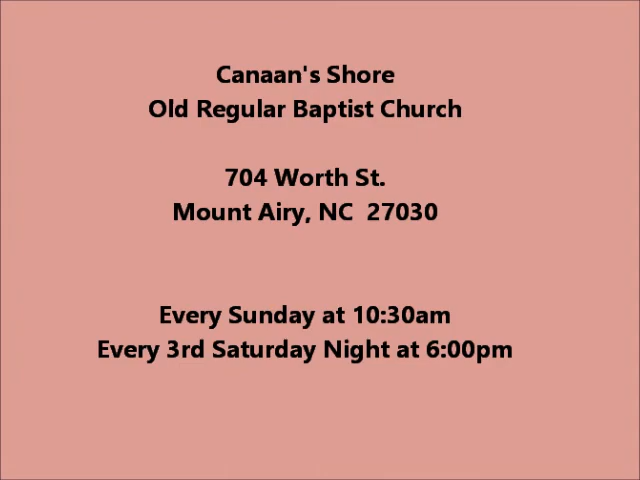 Canaan's Shore
Old Regular Baptist Church
704 Worth St.
Mount Airy, NC  27030
Every Sunday at 10:30am
Every 3rd Saturday Night at 6:00pm